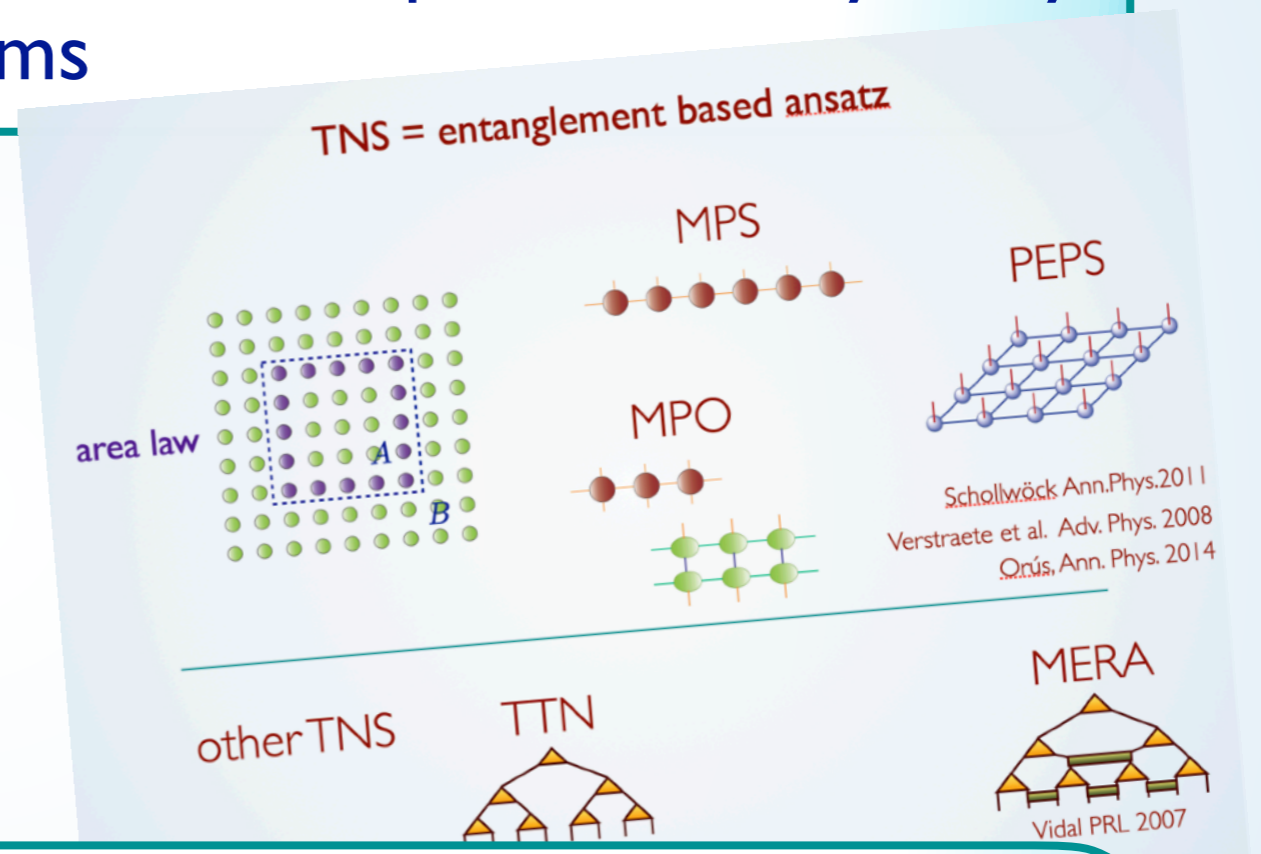 ms
TNS = entanglement based ansatz
MPS
PEPS
area law
A
B
MPO
Schollwöck Ann.Phys.2011
Verstraete et al. Adv. Phys. 2008
Orús, Ann. Phys. 2014
other TNS
TTN
MERA
Vidal PRL 2007